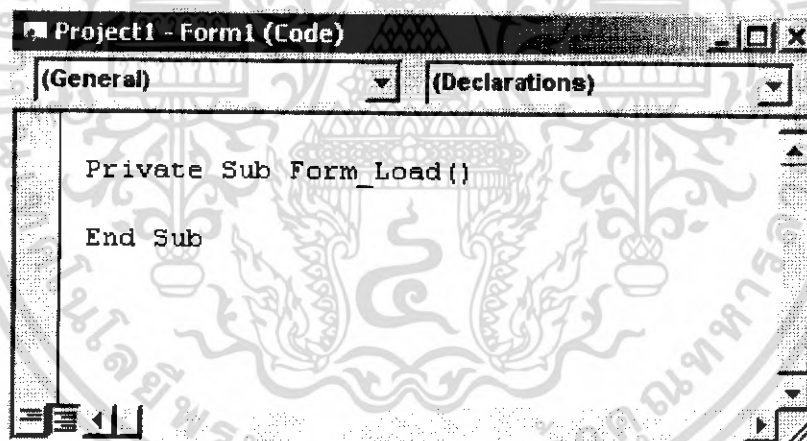 Project1 - Form1 (Code)
(General) (Declarations)
Private Sub Form_Load()
End Sub